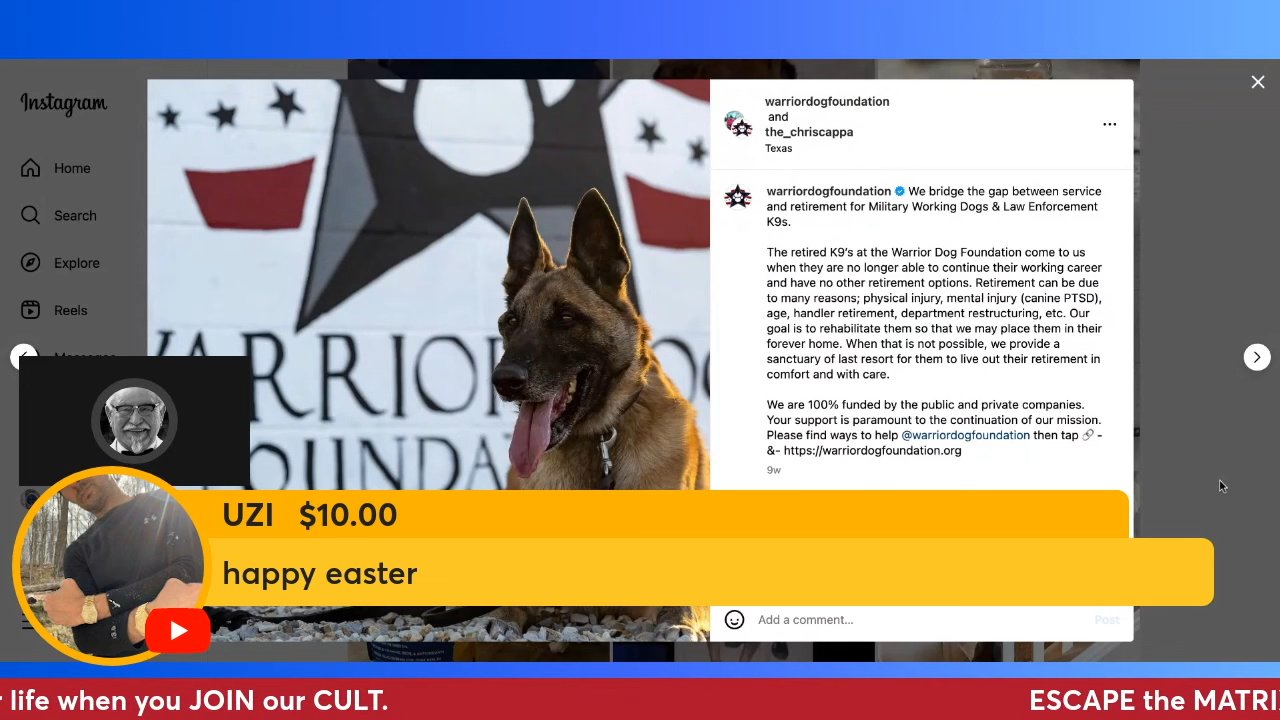 Instagram
Home
Search
Explore
Reels
warriordogfoundation
and
the_chriscappa
Texas
warriordogfoundation We bridge the gap between service
and retirement for Military Working Dogs & Law Enforcement
K9s.
The retired K9's at the Warrior Dog Foundation come to us
when they are no longer able to continue their working career
and have no other retirement options. Retirement can be due
to many reasons; physical injury, mental injury (canine PTSD),
age, handler retirement, department restructuring, etc. Our
goal is to rehabilitate them so that we may place them in their
forever home. When that is not possible, we provide a
sanctuary of last resort for them to live out their retirement in
comfort and with care.
We are 100% funded by the public and private companies.
Your support is paramount to the continuation of our mission.
Please find ways to help @warriordogfoundation then tap 🔗 -
&- https://warriordogfoundation.org
9w
UZI $10.00
happy easter
Add a comment...
Post
life when you JOIN our CULT.
ESCAPE the MATRI